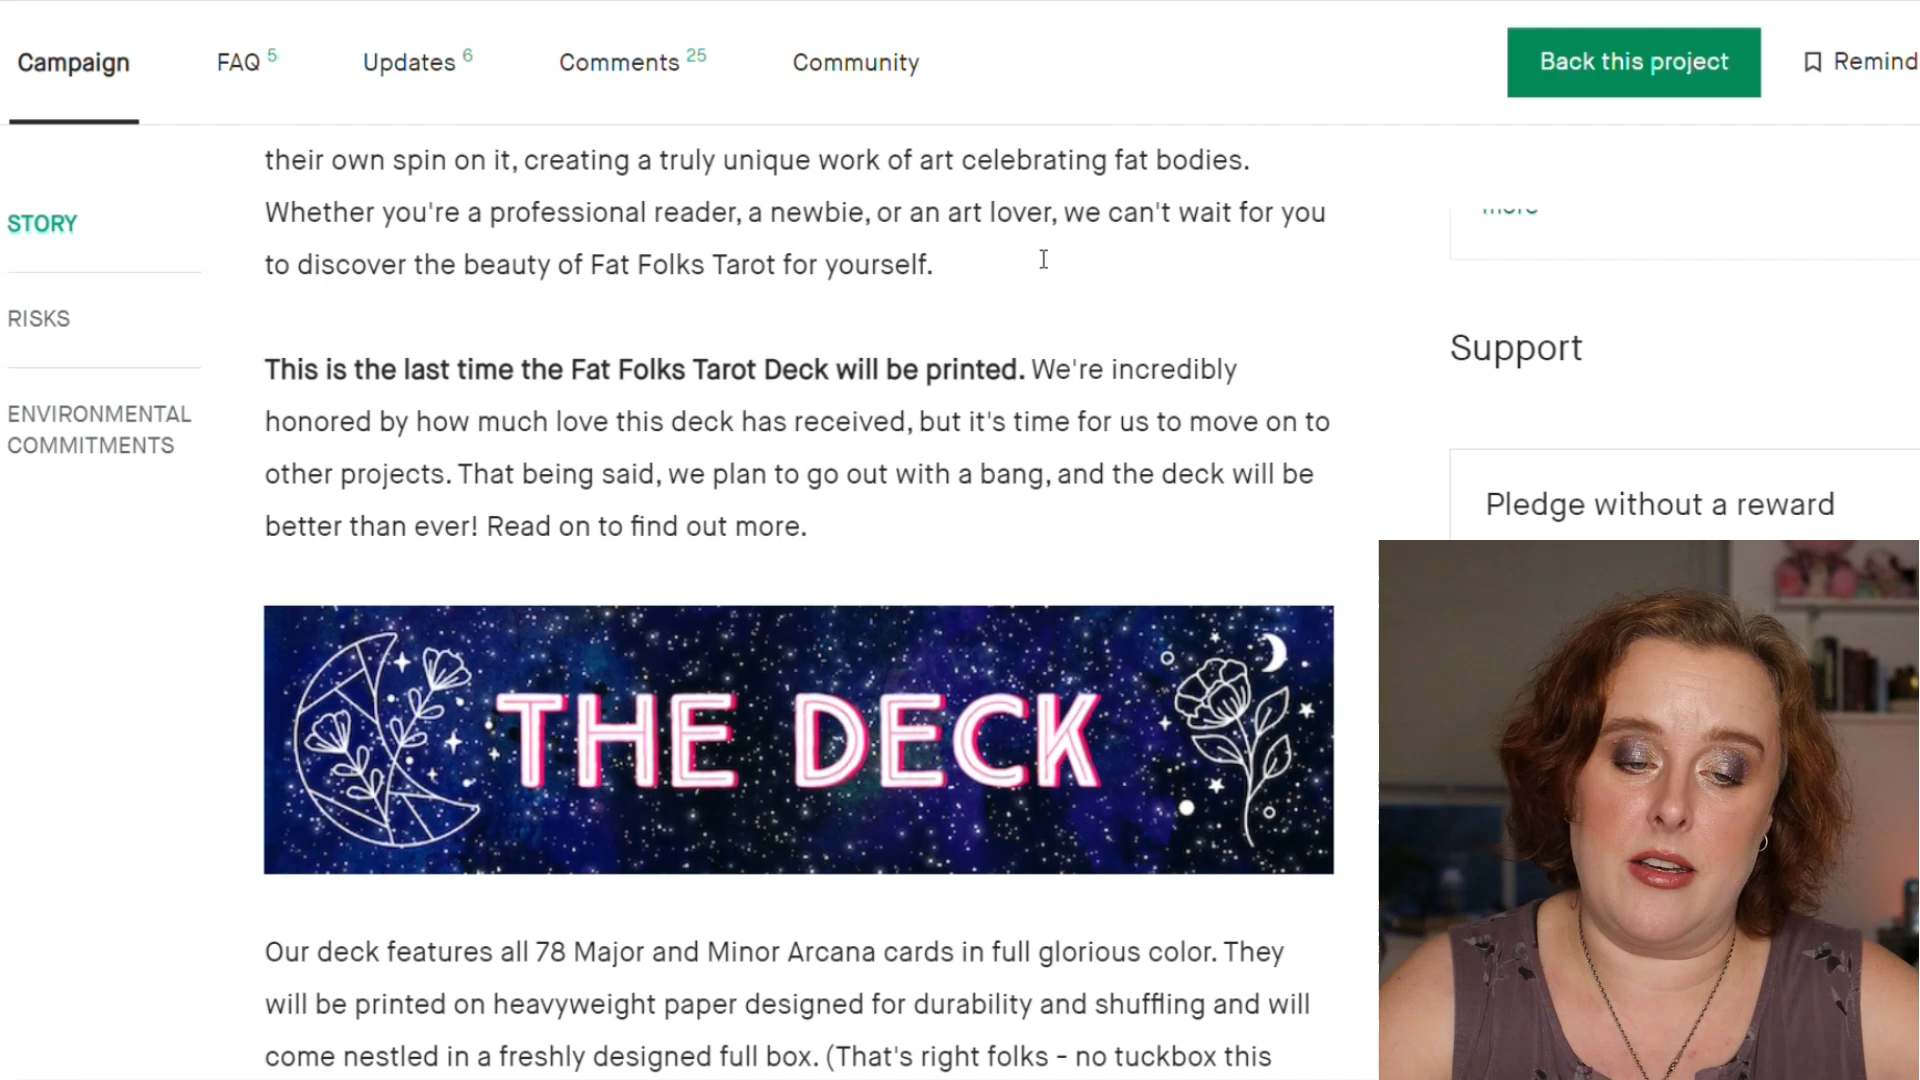 Campaign
FAQ 5
Updates 6
Comments 25
Community
Back this project
Remind
STORY
RISKS
ENVIRONMENTAL
COMMITMENTS
their own spin on it, creating a truly unique work of art celebrating fat bodies.
Whether you're a professional reader, a newbie, or an art lover, we can't wait for you
to discover the beauty of Fat Folks Tarot for yourself.
This is the last time the Fat Folks Tarot Deck will be printed. We're incredibly
honored by how much love this deck has received, but it's time for us to move on to
other projects. That being said, we plan to go out with a bang, and the deck will be
better than ever! Read on to find out more.
THE DECK
Our deck features all 78 Major and Minor Arcana cards in full glorious color. They
will be printed on heavyweight paper designed for durability and shuffling and will
come nestled in a freshly designed full box. (That's right folks - no tuckbox this
more
Support
Pledge without a reward